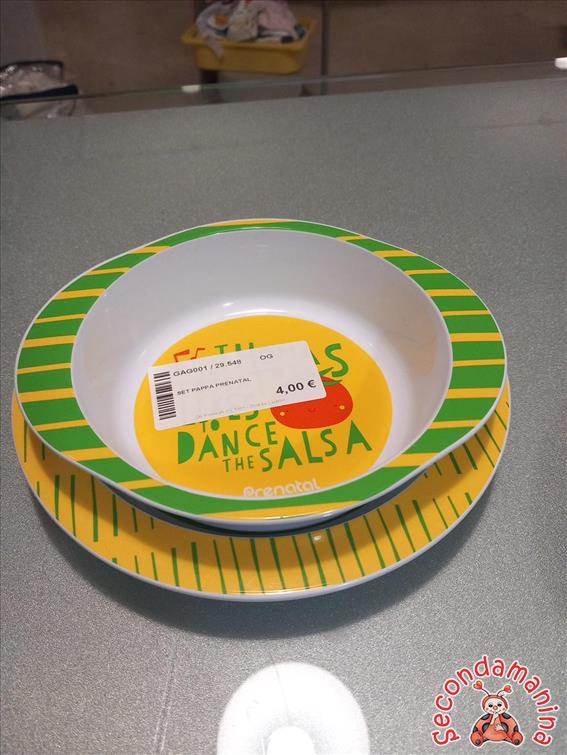 GAG001 / 29.548 OG
SET PAPPA PRENATAL
4,00 €
DANCE
THE SALSA
Prenatal
Secondamanina